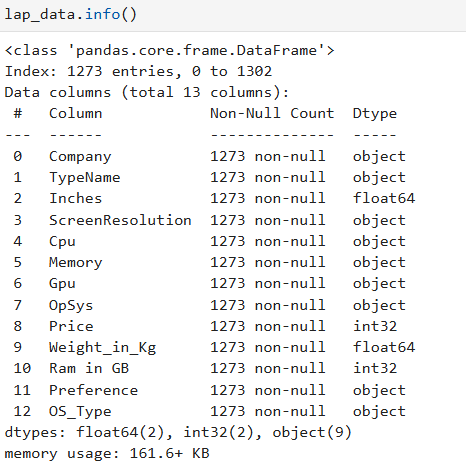 lap_data.info()
<class 'pandas.core.frame.DataFrame'>
Index: 1273 entries, 0 to 1302
Data columns (total 13 columns):
 #   Column            Non-Null Count  Dtype
---  ------            --------------  -----
 0   Company           1273 non-null   object
 1   TypeName          1273 non-null   object
 2   Inches            1273 non-null   float64
 3   ScreenResolution  1273 non-null   object
 4   Cpu               1273 non-null   object
 5   Memory            1273 non-null   object
 6   Gpu               1273 non-null   object
 7   OpSys             1273 non-null   object
 8   Price             1273 non-null   int32
 9   Weight_in_Kg      1273 non-null   float64
 10  Ram in GB         1273 non-null   int32
 11  Preference        1273 non-null   object
 12  OS_Type           1273 non-null   object
dtypes: float64(2), int32(2), object(9)
memory usage: 161.6+ KB